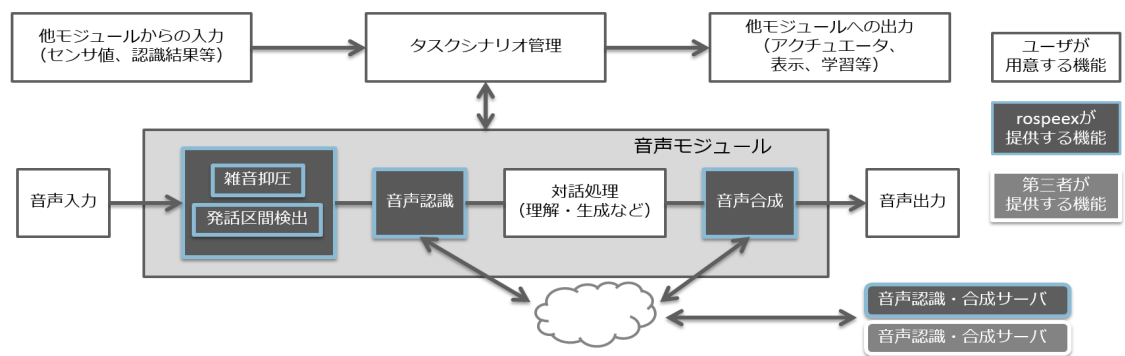 他モジュールからの入力
（センサ値、認識結果等）
タスクシナリオ管理
他モジュールへの出力
（アクチュエータ、
表示、学習等）
ユーザが
用意する機能
rospeexが
提供する機能
第三者が
提供する機能
音声モジュール
音声入力
雑音抑圧
発話区間検出
音声認識
対話処理
（理解・生成など）
音声合成
音声出力
音声認識・合成サーバ
音声認識・合成サーバ